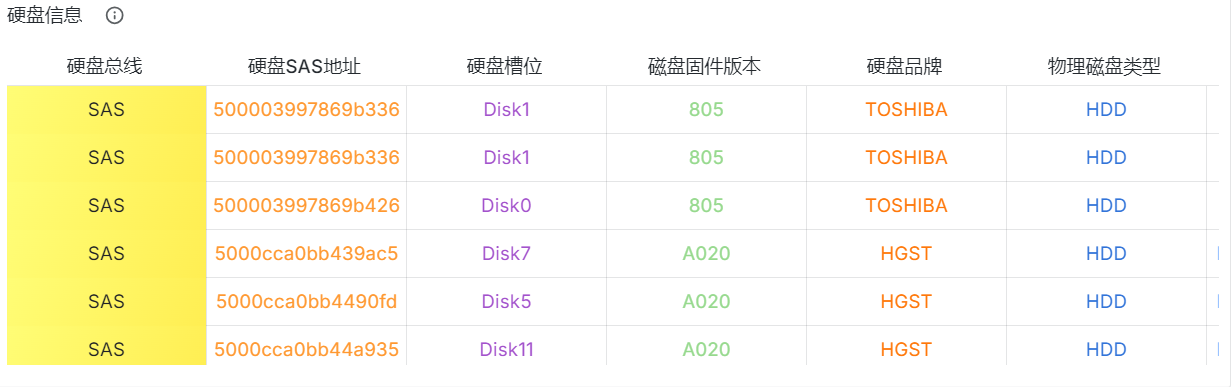 硬盘信息
硬盘总线 硬盘SAS地址 硬盘槽位 磁盘固件版本 硬盘品牌 物理磁盘类型
SAS 500003997869b336 Disk1 805 TOSHIBA HDD
SAS 500003997869b336 Disk1 805 TOSHIBA HDD
SAS 500003997869b426 Disk0 805 TOSHIBA HDD
SAS 5000cca0bb439ac5 Disk7 A020 HGST HDD
SAS 5000cca0bb4490fd Disk5 A020 HGST HDD
SAS 5000cca0bb44a935 Disk11 A020 HGST HDD